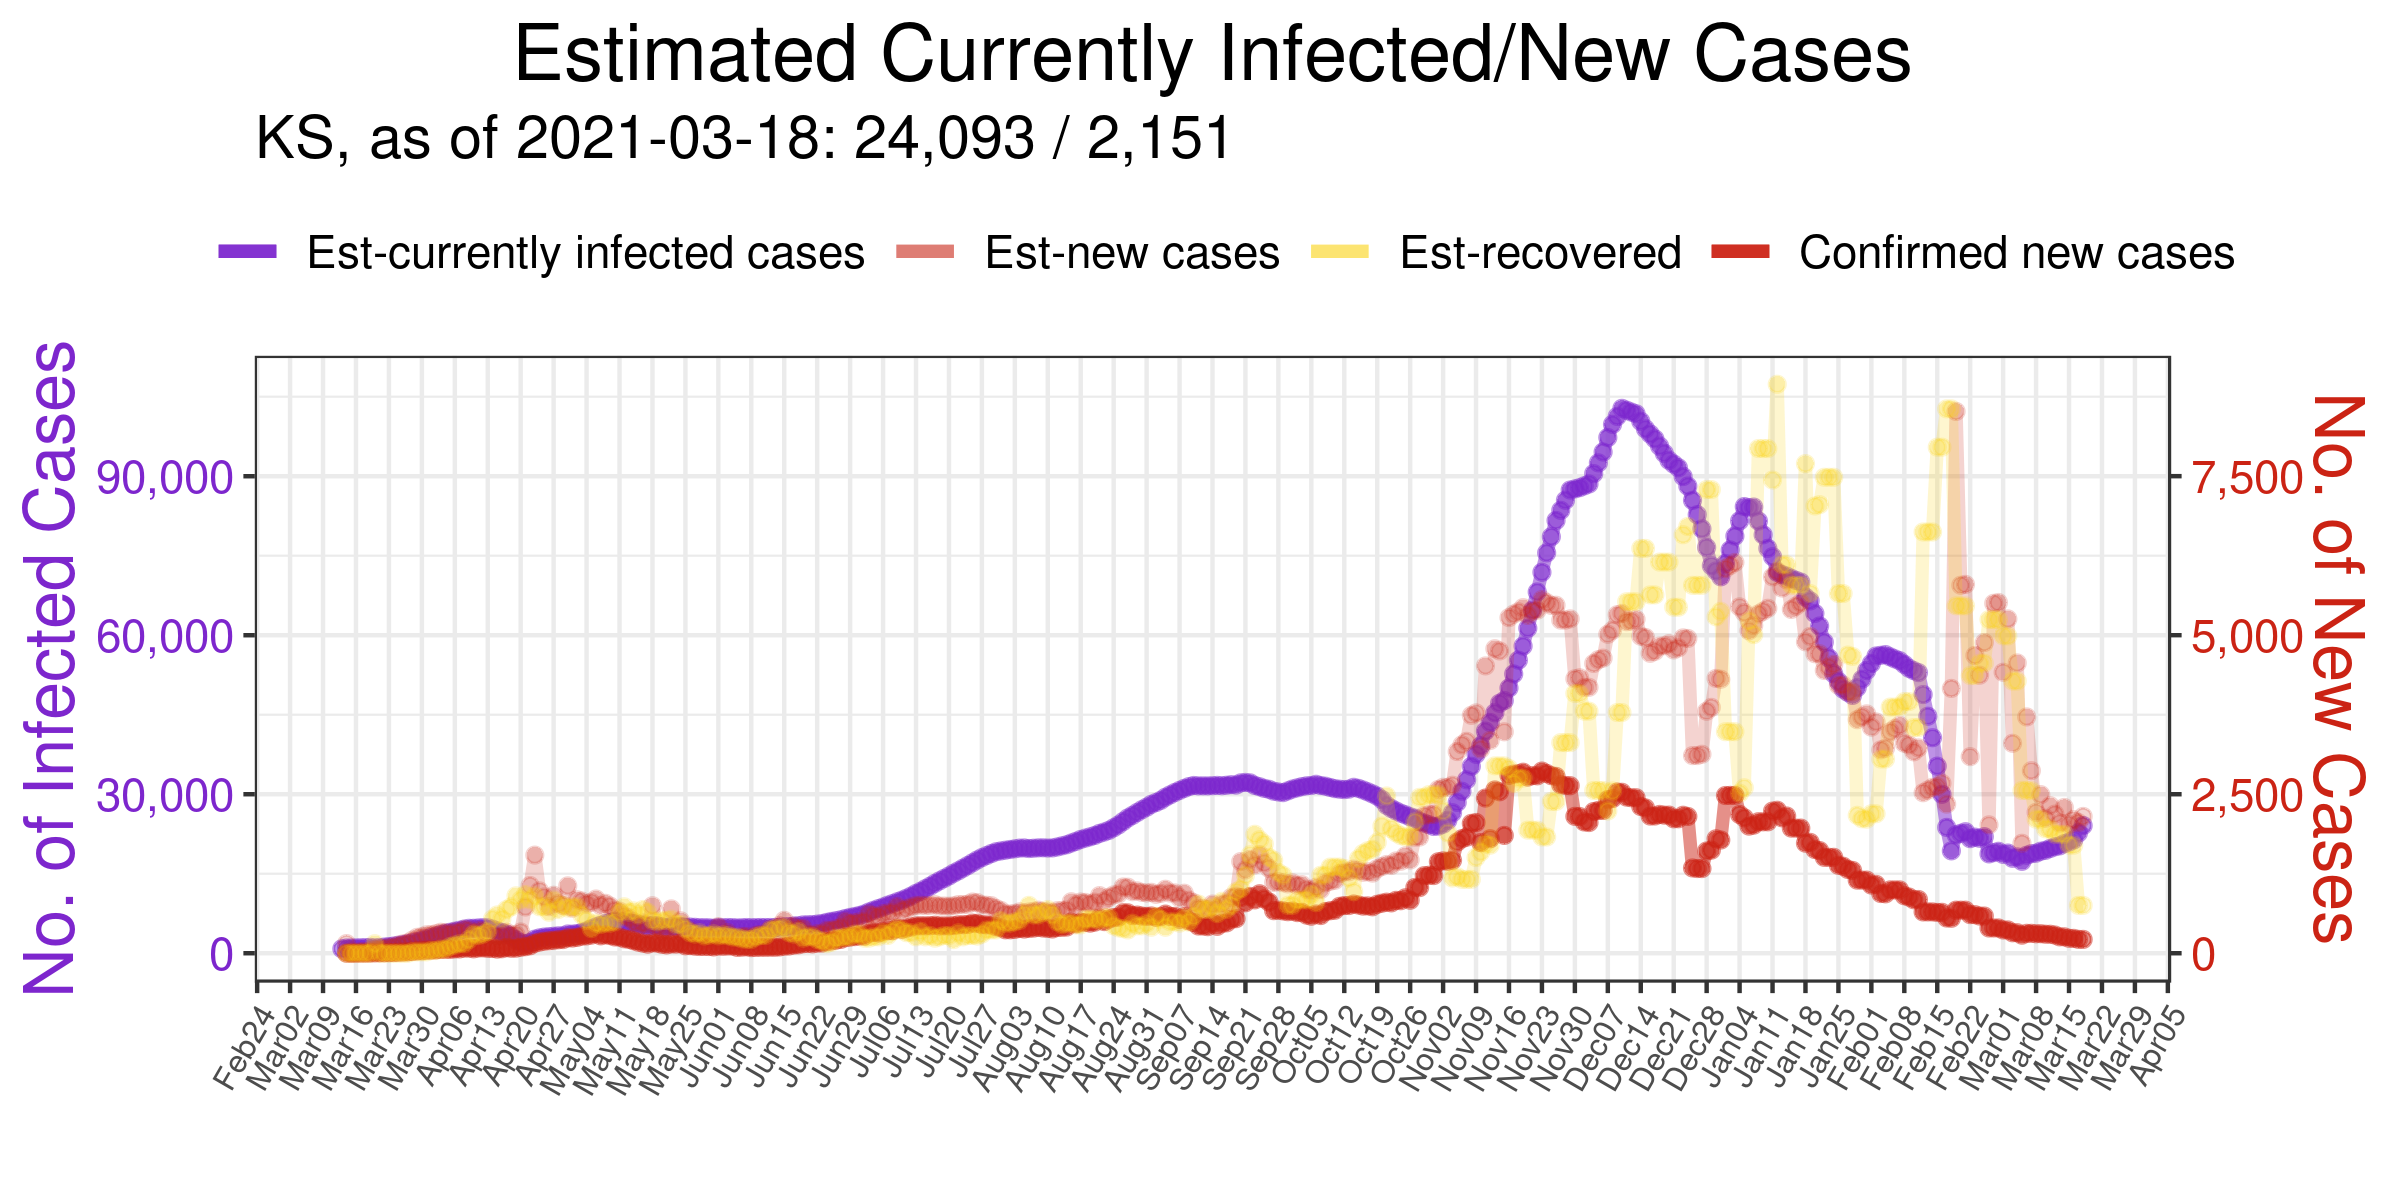 Estimated Currently Infected/New Cases
KS, as of 2021-03-18: 24,093 / 2,151
Est-currently infected cases Est-new cases Est-recovered Confirmed new cases
No. of Infected Cases
90,000
60,000
30,000
0
7,500
5,000
2,500
0
No. of New Cases
Feb24 Mar02 Mar09 Mar16 Mar23 Mar30 Apr06 Apr13 Apr20 Apr27 May04 May11 May18 May25 Jun01 Jun08 Jun15 Jun22 Jun29 Jul06 Jul13 Jul20 Jul27 Aug03 Aug10 Aug17 Aug24 Aug31 Sep07 Sep14 Sep21 Sep28 Oct05 Oct12 Oct19 Oct26 Nov02 Nov09 Nov16 Nov23 Nov30 Dec07 Dec14 Dec21 Dec28 Jan04 Jan11 Jan18 Jan25 Feb01 Feb08 Feb15 Feb22 Mar01 Mar08 Mar15 Mar22 Mar29 Apr05